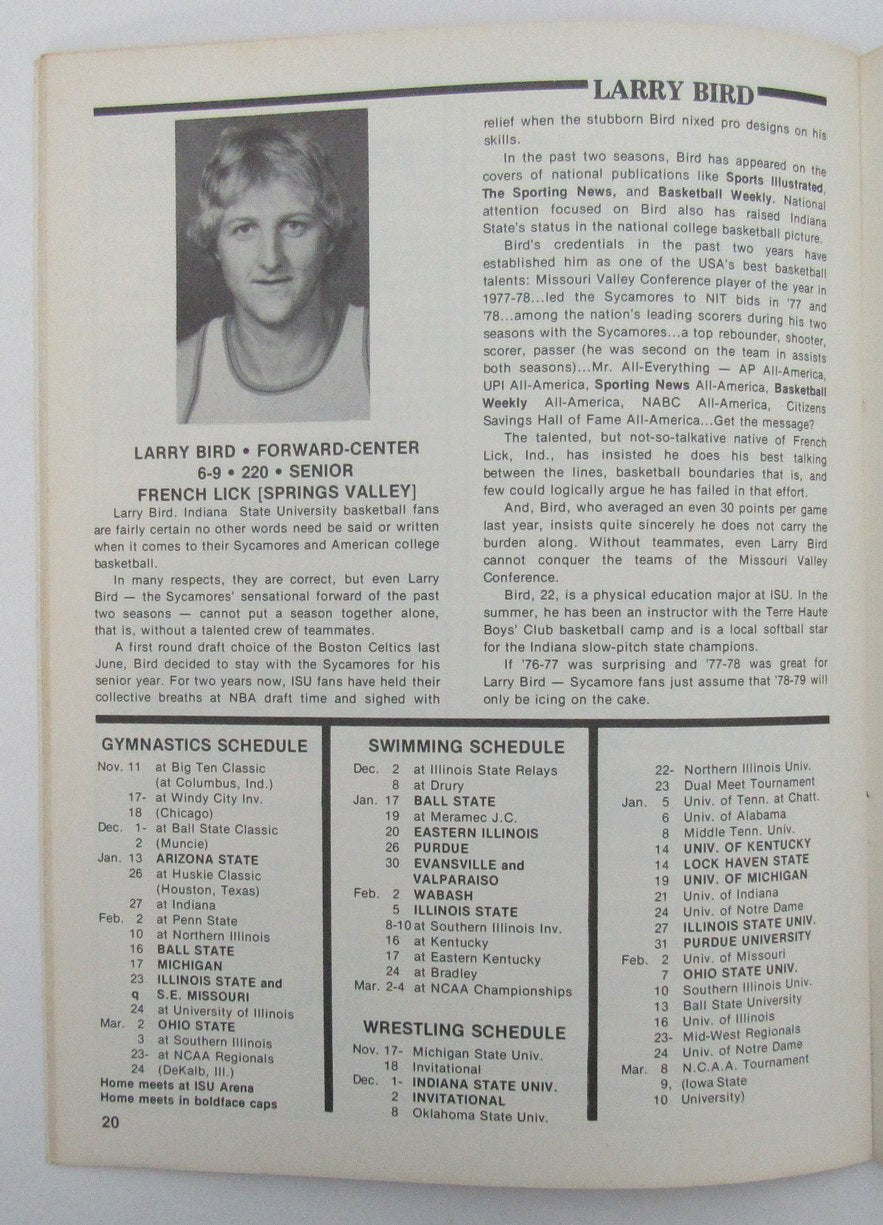 LARRY BIRD
LARRY BIRD • FORWARD-CENTER
6-9 • 220 • SENIOR
FRENCH LICK [SPRINGS VALLEY]
Larry Bird. Indiana State University basketball fans
are fairly certain no other words need be said or written
when it comes to their Sycamores and American college
basketball.
In many respects, they are correct, but even Larry
Bird — the Sycamores' sensational forward of the past
two seasons — cannot put a season together alone,
that is, without a talented crew of teammates.
A first round draft choice of the Boston Celtics last
June, Bird decided to stay with the Sycamores for his
senior year. For two years now, ISU fans have held their
collective breaths at NBA draft time and sighed with
relief when the stubborn Bird nixed pro designs on his
skills.
In the past two seasons, Bird has appeared on the
covers of national publications like Sports Illustrated,
The Sporting News, and Basketball Weekly. National
attention focused on Bird also has raised Indiana
State's status in the national college basketball picture.
Bird's credentials in the past two years have
established him as one of the USA's best basketball
talents: Missouri Valley Conference player of the year in
1977-78...led the Sycamores to NIT bids in '77 and
'78...among the nation's leading scorers during his two
seasons with the Sycamores...a top rebounder, shooter,
scorer, passer (he was second on the team in assists
both seasons)...Mr. All-Everything — AP All-America,
UPI All-America, Sporting News All-America, Basketball
Weekly All-America, NABC All-America, Citizens
Savings Hall of Fame All-America...Get the message?
The talented, but not-so-talkative native of French
Lick, Ind., has insisted he does his best talking
between the lines, basketball boundaries that is, and
few could logically argue he has failed in that effort.
And, Bird, who averaged an even 30 points per game
last year, insists quite sincerely he does not carry the
burden along. Without teammates, even Larry Bird
cannot conquer the teams of the Missouri Valley
Conference.
Bird, 22, is a physical education major at ISU. In the
summer, he has been an instructor with the Terre Haute
Boys' Club basketball camp and is a local softball star
for the Indiana slow-pitch state champions.
If '76-77 was surprising and '77-78 was great for
Larry Bird — Sycamore fans just assume that '78-79 will
only be icing on the cake.
GYMNASTICS SCHEDULE
Nov. 11 at Big Ten Classic
(at Columbus, Ind.)
17- at Windy City Inv.
18 (Chicago)
Dec. 1- at Ball State Classic
2 (Muncie)
Jan. 13 ARIZONA STATE
26 at Huskie Classic
(Houston, Texas)
27 at Indiana
Feb. 2 at Penn State
10 at Northern Illinois
16 BALL STATE
17 MICHIGAN
23 ILLINOIS STATE and
q S.E. MISSOURI
24 at University of Illinois
Mar. 2 OHIO STATE
3 at Southern Illinois
23- at NCAA Regionals
24 (DeKalb, Ill.)
Home meets at ISU Arena
Home meets in boldface caps
20
SWIMMING SCHEDULE
Dec. 2 at Illinois State Relays
8 at Drury
Jan. 17 BALL STATE
19 at Meramec J.C.
20 EASTERN ILLINOIS
26 PURDUE
30 EVANSVILLE and
VALPARAISO
Feb. 2 WABASH
5 ILLINOIS STATE
8-10 at Southern Illinois Inv.
16 at Kentucky
17 at Eastern Kentucky
24 at Bradley
Mar. 2-4 at NCAA Championships
WRESTLING SCHEDULE
Nov. 17- Michigan State Univ.
18 Invitational
Dec. 1- INDIANA STATE UNIV.
2 INVITATIONAL
8 Oklahoma State Univ.
22- Northern Illinois Univ.
23 Dual Meet Tournament
Jan. 5 Univ. of Tenn. at Chatt.
6 Univ. of Alabama
8 Middle Tenn. Univ.
14 UNIV. OF KENTUCKY
14 LOCK HAVEN STATE
19 UNIV. OF MICHIGAN
21 Univ. of Indiana
24 Univ. of Notre Dame
27 ILLINOIS STATE UNIV.
31 PURDUE UNIVERSITY
Feb. 2 Univ. of Missouri
7 OHIO STATE UNIV.
10 Southern Illinois Univ.
13 Ball State University
16 Univ. of Illinois
23- Mid-West Regionals
24 Univ. of Notre Dame
Mar. 8 N.C.A.A. Tournament
9, (Iowa State
10 University)